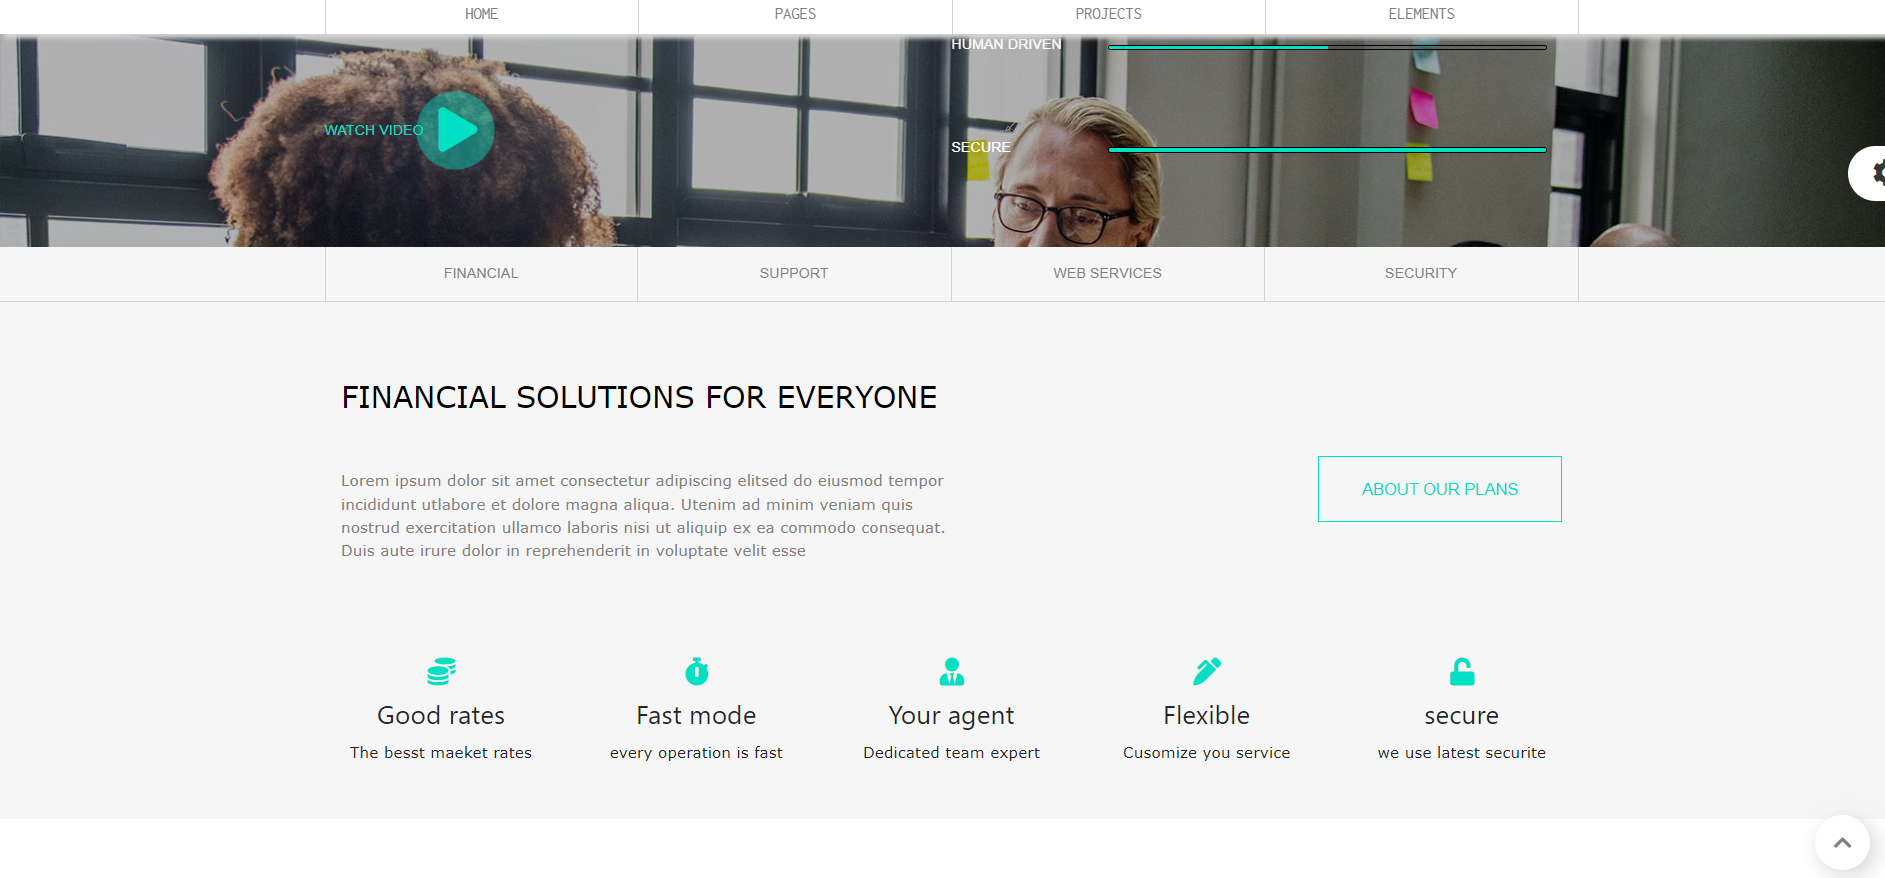 HOME PAGES PROJECTS ELEMENTS
HUMAN DRIVEN
WATCH VIDEO
SECURE
FINANCIAL SUPPORT WEB SERVICES SECURITY
FINANCIAL SOLUTIONS FOR EVERYONE
Lorem ipsum dolor sit amet consectetur adipiscing elitsed do eiusmod tempor
incididunt utlabore et dolore magna aliqua. Utenim ad minim veniam quis
nostrud exercitation ullamco laboris nisi ut aliquip ex ea commodo consequat.
Duis aute irure dolor in reprehenderit in voluptate velit esse
ABOUT OUR PLANS
Good rates Fast mode Your agent Flexible secure
The besst maeket rates every operation is fast Dedicated team expert Cusomize you service we use latest securite